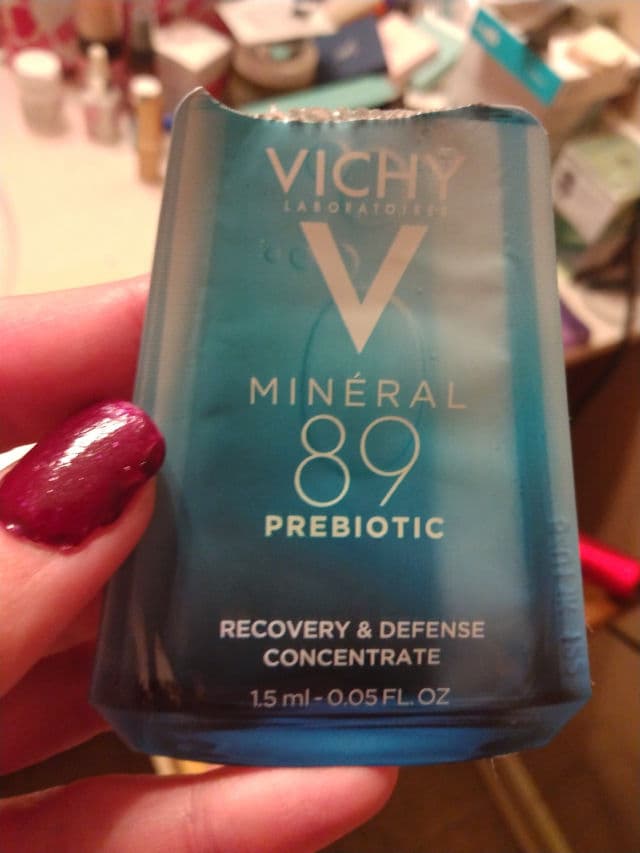 VICHY
LABORATOIRES
V
MINÉRAL
89
PREBIOTIC
RECOVERY & DEFENSE
CONCENTRATE
1.5 ml - 0.05 FL. OZ